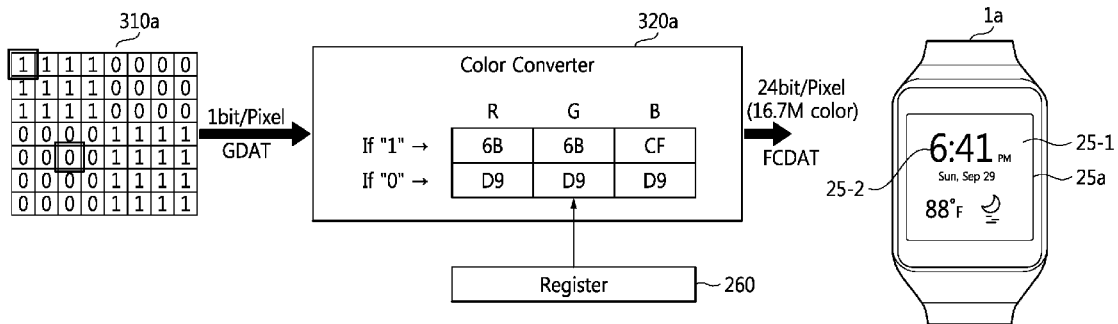 310a
320a
1a
1 1 1 1 0 0 0 0
1 1 1 1 0 0 0 0
1 1 1 1 0 0 0 0
0 0 0 0 1 1 1 1
0 0 0 0 1 1 1 1
0 0 0 0 1 1 1 1
0 0 0 0 1 1 1 1
1bit/Pixel
GDAT
Color Converter
R G B
If "1" → 6B 6B CF
If "0" → D9 D9 D9
Register
260
24bit/Pixel
(16.7M color)
FCDAT
6:41 PM
Sun, Sep 29
88°F
25-1
25-2
25a